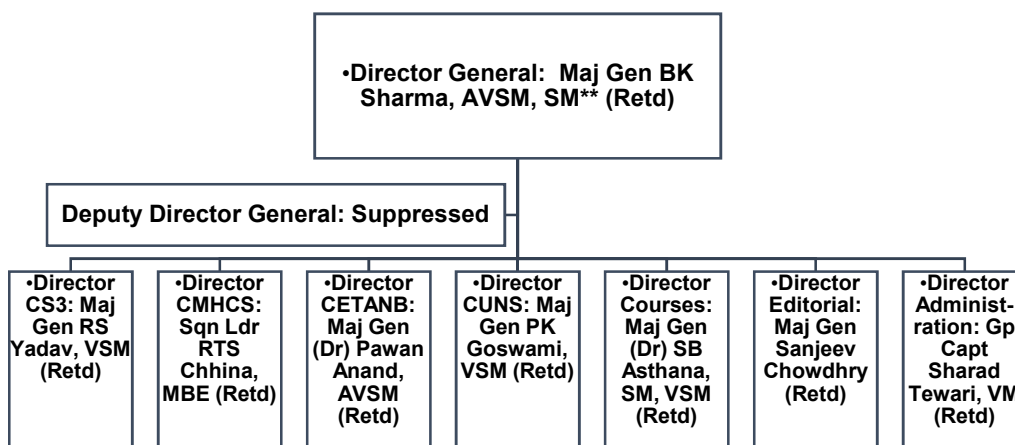 •Director General:  Maj Gen BK
Sharma, AVSM, SM** (Retd)
Deputy Director General: Suppressed
•Director
CS3: Maj
Gen RS
Yadav, VSM
(Retd)
•Director
CMHCS:
Sqn Ldr
RTS
Chhina,
MBE (Retd)
•Director
CETANB:
Maj Gen
(Dr) Pawan
Anand,
AVSM
(Retd)
•Director
CUNS: Maj
Gen PK
Goswami,
VSM (Retd)
•Director
Courses:
Maj Gen
(Dr) SB
Asthana,
SM, VSM
(Retd)
•Director
Editorial:
Maj Gen
Sanjeev
Chowdhry
(Retd)
•Director
Administ-
ration: Gp
Capt
Sharad
Tewari, VM
(Retd)